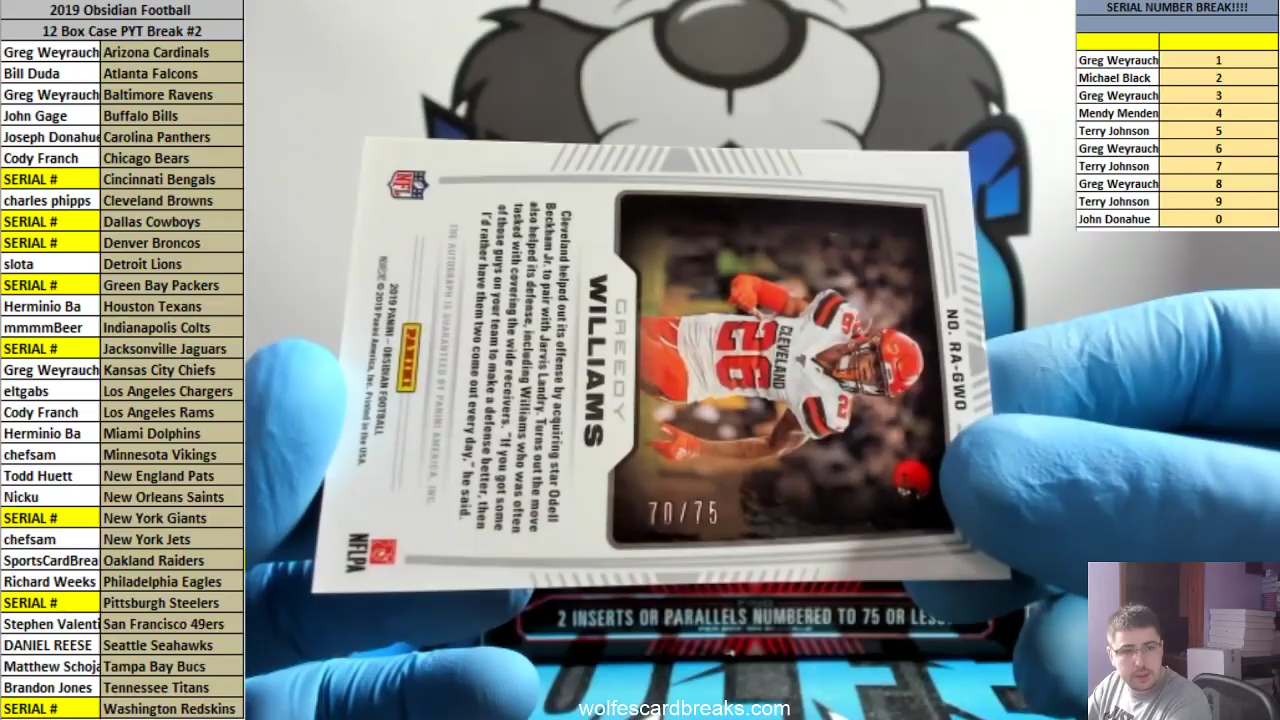 2019 Obsidian Football
12 Box Case PYT Break #2
Greg Weyrauch Arizona Cardinals
Bill Duda Atlanta Falcons
Greg Weyrauch Baltimore Ravens
John Gage Buffalo Bills
Joseph Donahue Carolina Panthers
Cody Franch Chicago Bears
SERIAL # Cincinnati Bengals
charles phipps Cleveland Browns
SERIAL # Dallas Cowboys
SERIAL # Denver Broncos
slota Detroit Lions
SERIAL # Green Bay Packers
Herminio Ba Houston Texans
mmmmBeer Indianapolis Colts
SERIAL # Jacksonville Jaguars
Greg Weyrauch Kansas City Chiefs
eltgabs Los Angeles Chargers
Cody Franch Los Angeles Rams
Herminio Ba Miami Dolphins
chefsam Minnesota Vikings
Todd Huett New England Pats
Nicku New Orleans Saints
SERIAL # New York Giants
chefsam New York Jets
SportsCardBrea Oakland Raiders
Richard Weeks Philadelphia Eagles
SERIAL # Pittsburgh Steelers
Stephen Valenti San Francisco 49ers
DANIEL REESE Seattle Seahawks
Matthew Schoja Tampa Bay Bucs
Brandon Jones Tennessee Titans
SERIAL # Washington Redskins
SERIAL NUMBER BREAK!!!!
Greg Weyrauch 1
Michael Black 2
Greg Weyrauch 3
Mendy Menden 4
Terry Johnson 5
Greg Weyrauch 6
Terry Johnson 7
Greg Weyrauch 8
Terry Johnson 9
John Donahue 0
NO. RA-GWO
CLEVELAND
26
70/75
GREEDY
WILLIAMS
Cleveland helped out its offense by acquiring star Odell
Beckham Jr. to pair with Jarvis Landry. Turns out the move
also helped its defense, including Williams who was often
tasked with covering the wide receivers. "If you got some
of those guys on your team to make a defense better, then
I'd rather have them two come out every day," he said.
THE AUTOGRAPH IS GUARANTEED BY PANINI AMERICA, INC.
PANINI
2019 PANINI – OBSIDIAN FOOTBALL
© 2019 Panini America, Inc. Printed in the USA.
NFL
NFLPA
2 INSERTS OR PARALLELS NUMBERED TO 75 OR LESS
wolfescardbreaks.com